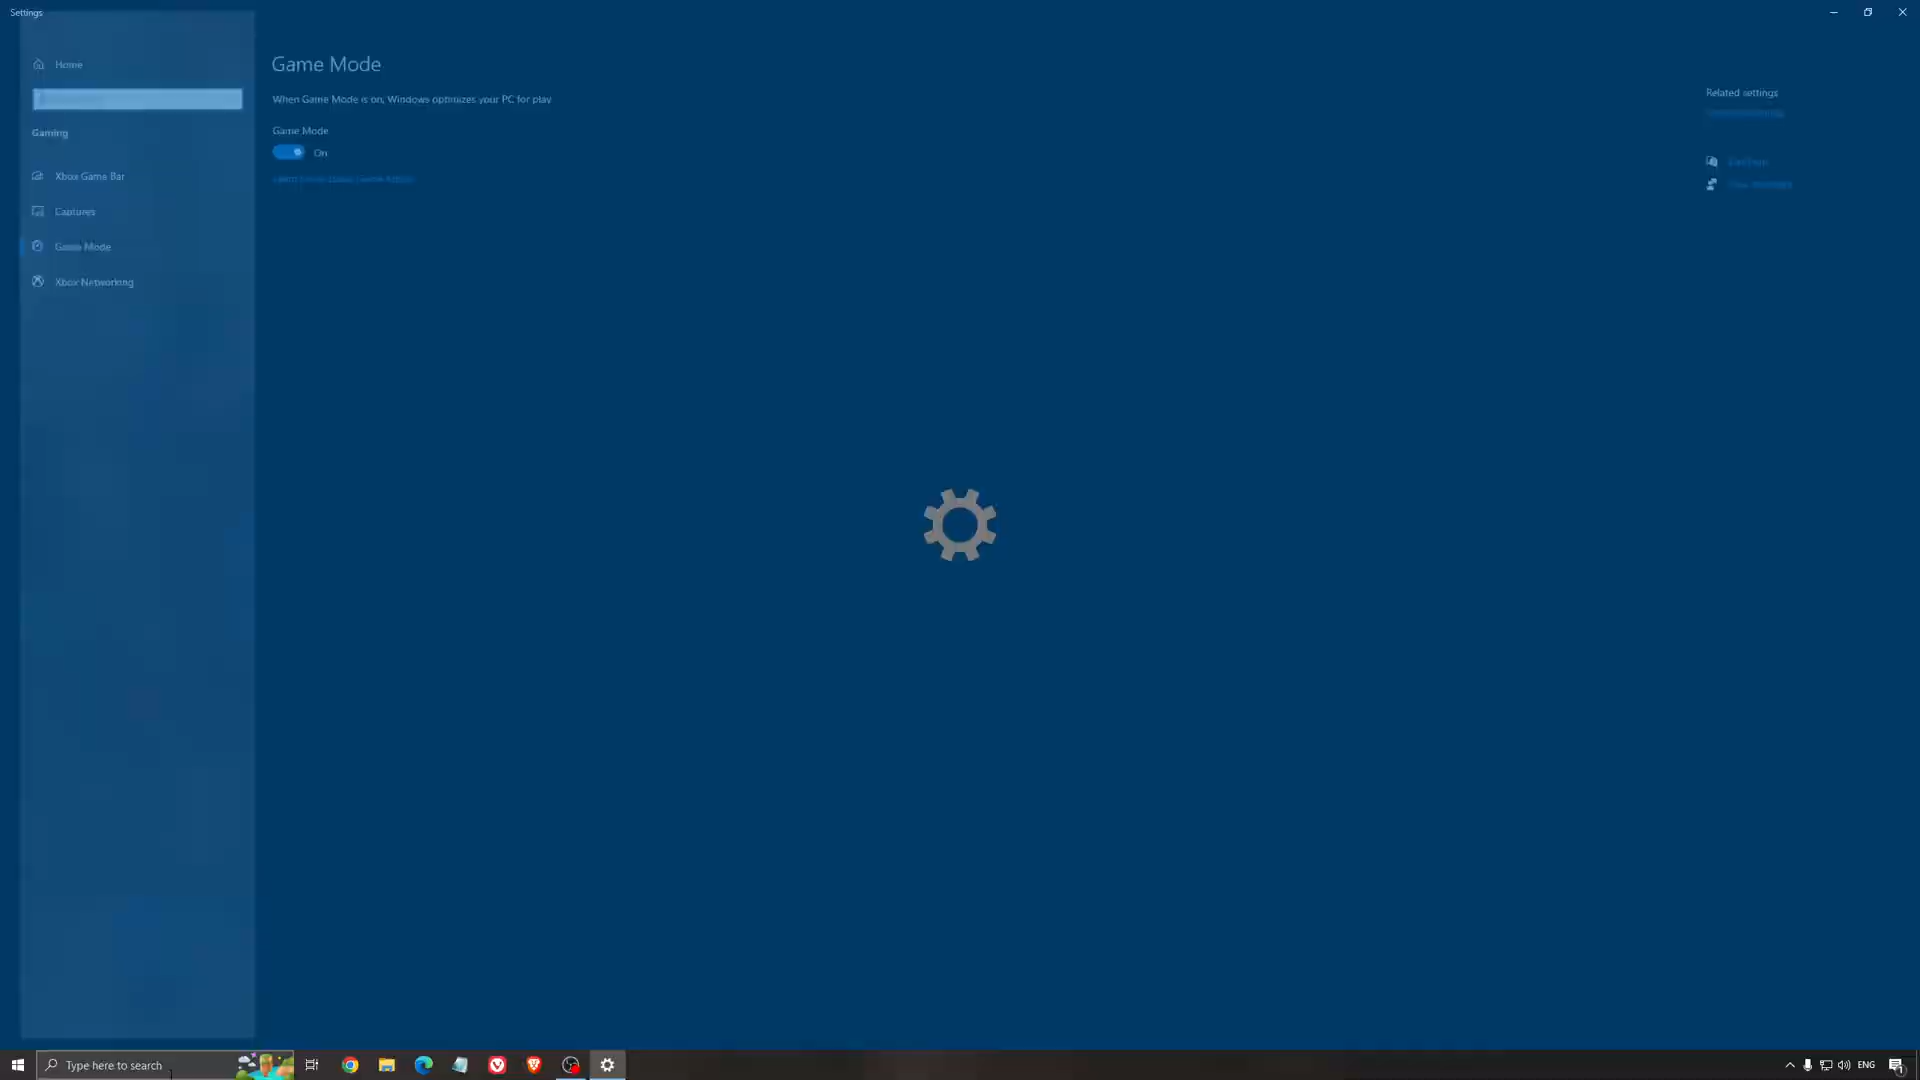 Settings
Home
Gaming
Xbox Game Bar
Captures
Game Mode
Xbox Networking
Game Mode
When Game Mode is on, Windows optimizes your PC for play
Game Mode
On
Related settings
Type here to search
ENG
1